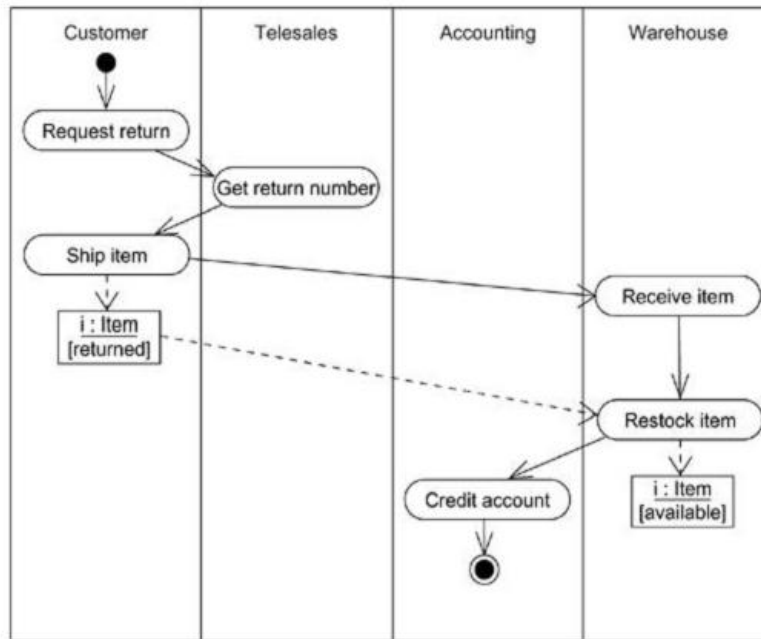 Customer
Telesales
Accounting
Warehouse
Request return
Get return number
Ship item
Receive item
i : Item
[returned]
Restock item
Credit account
i : Item
[available]